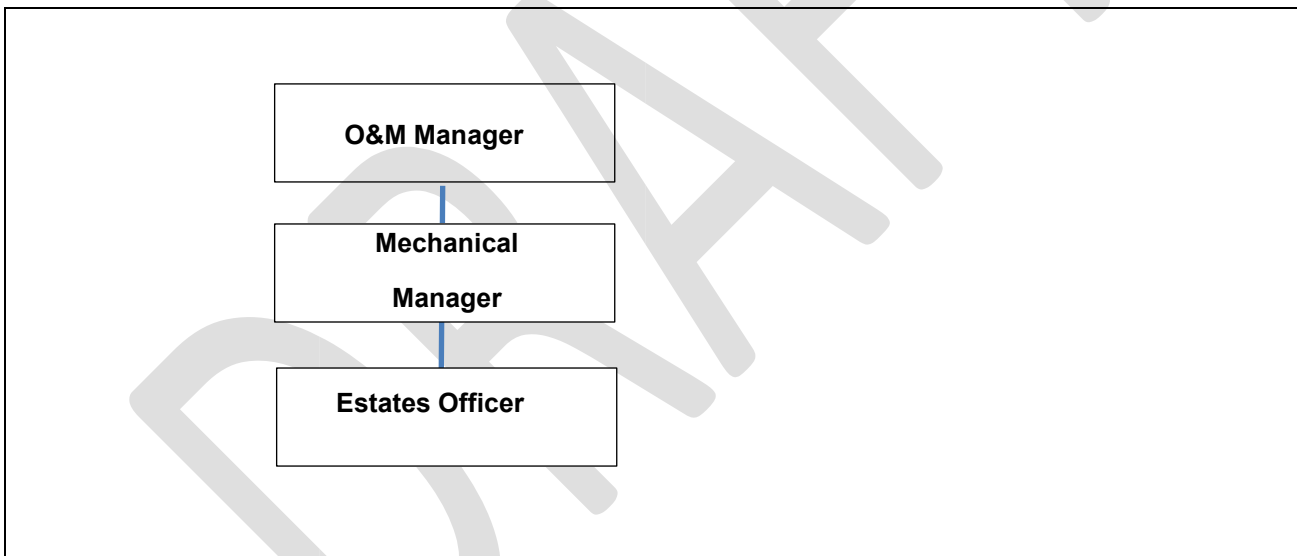 O&M Manager
Mechanical
Manager
Estates Officer
DRAFT